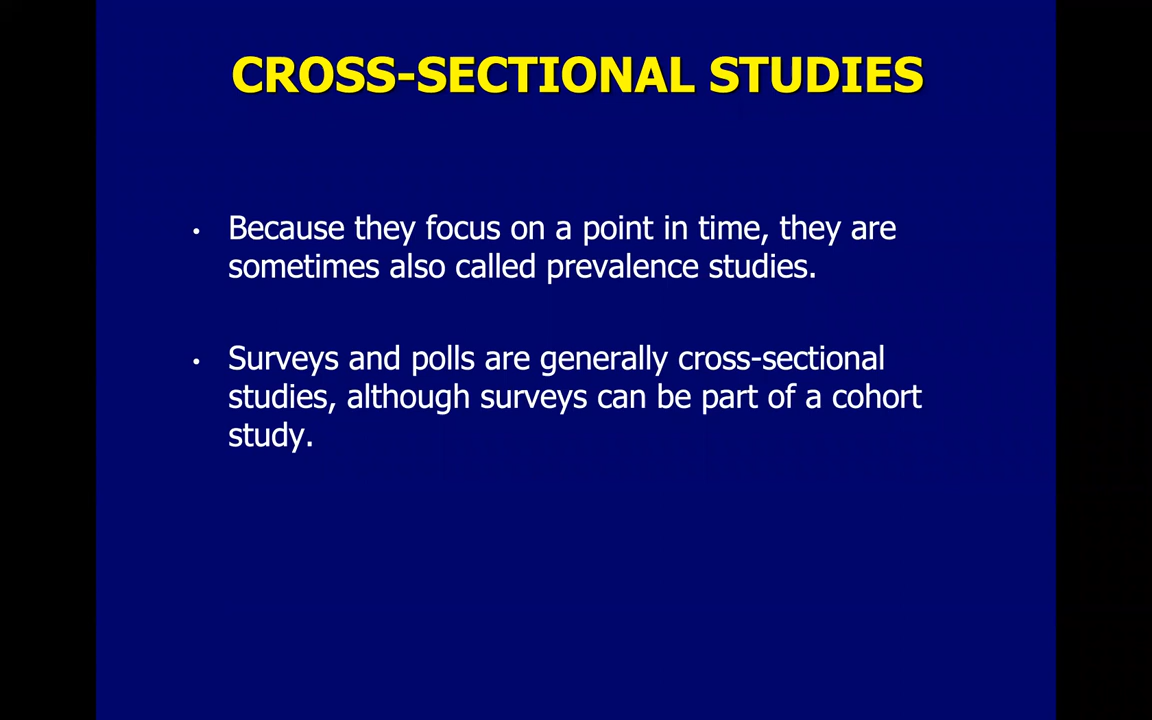 CROSS-SECTIONAL STUDIES
• Because they focus on a point in time, they are
sometimes also called prevalence studies.
• Surveys and polls are generally cross-sectional
studies, although surveys can be part of a cohort
study.